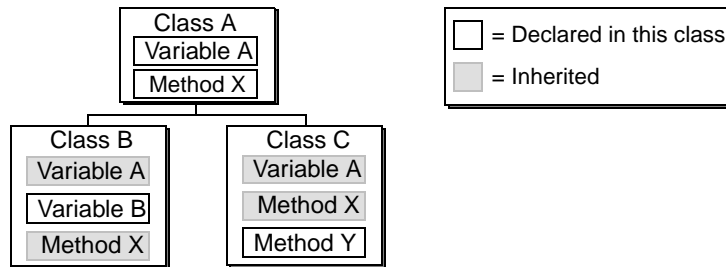 Class A
Variable A
Method X
= Declared in this class
= Inherited
Class B
Variable A
Variable B
Method X
Class C
Variable A
Method X
Method Y